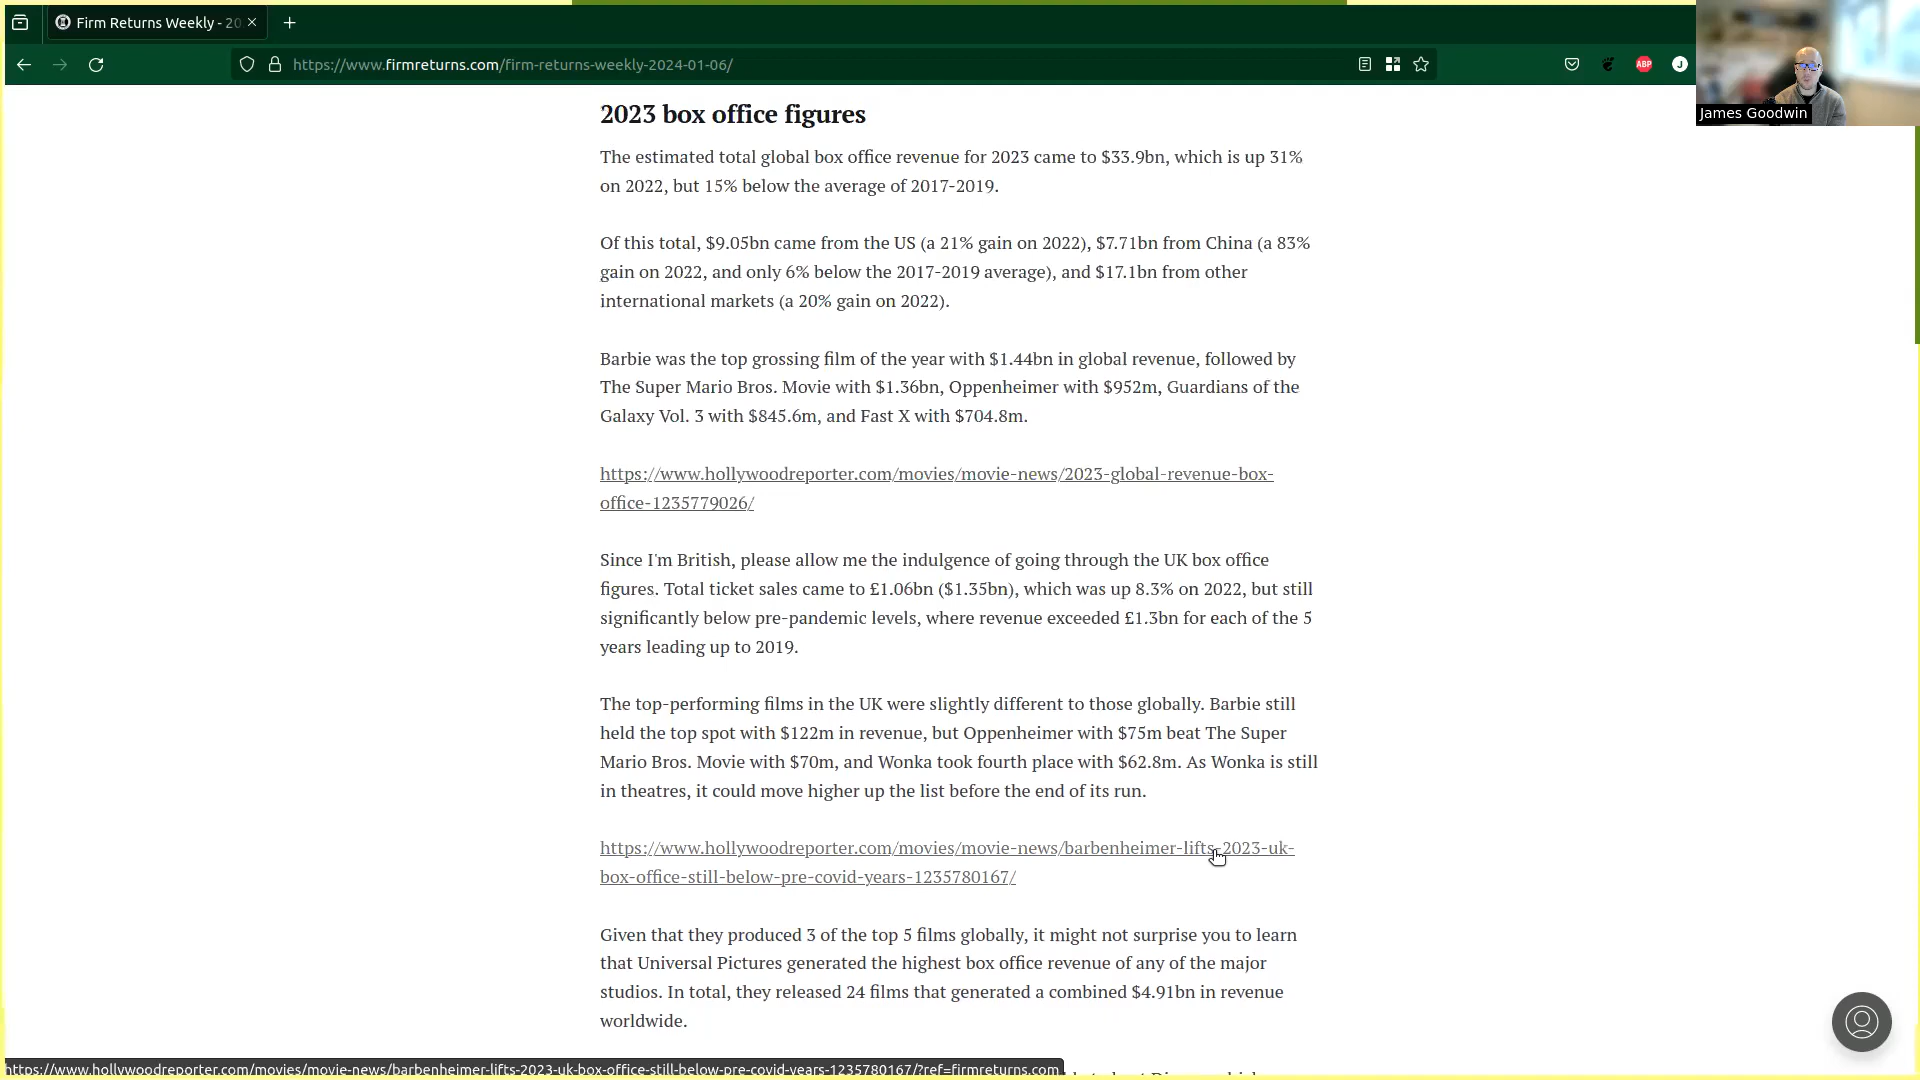 Firm Returns Weekly - 20
https://www.firmreturns.com/firm-returns-weekly-2024-01-06/
ABP
J
James Goodwin
2023 box office figures
The estimated total global box office revenue for 2023 came to $33.9bn, which is up 31%
on 2022, but 15% below the average of 2017-2019.
Of this total, $9.05bn came from the US (a 21% gain on 2022), $7.71bn from China (a 83%
gain on 2022, and only 6% below the 2017-2019 average), and $17.1bn from other
international markets (a 20% gain on 2022).
Barbie was the top grossing film of the year with $1.44bn in global revenue, followed by
The Super Mario Bros. Movie with $1.36bn, Oppenheimer with $952m, Guardians of the
Galaxy Vol. 3 with $845.6m, and Fast X with $704.8m.
https://www.hollywoodreporter.com/movies/movie-news/2023-global-revenue-box-
office-1235779026/
Since I'm British, please allow me the indulgence of going through the UK box office
figures. Total ticket sales came to £1.06bn ($1.35bn), which was up 8.3% on 2022, but still
significantly below pre-pandemic levels, where revenue exceeded £1.3bn for each of the 5
years leading up to 2019.
The top-performing films in the UK were slightly different to those globally. Barbie still
held the top spot with $122m in revenue, but Oppenheimer with $75m beat The Super
Mario Bros. Movie with $70m, and Wonka took fourth place with $62.8m. As Wonka is still
in theatres, it could move higher up the list before the end of its run.
https://www.hollywoodreporter.com/movies/movie-news/barbenheimer-lifts-2023-uk-
box-office-still-below-pre-covid-years-1235780167/
Given that they produced 3 of the top 5 films globally, it might not surprise you to learn
that Universal Pictures generated the highest box office revenue of any of the major
studios. In total, they released 24 films that generated a combined $4.91bn in revenue
worldwide.
https://www.hollywoodreporter.com/movies/movie-news/barbenheimer-lifts-2023-uk-box-office-still-below-pre-covid-years-1235780167/?ref=firmreturns.com